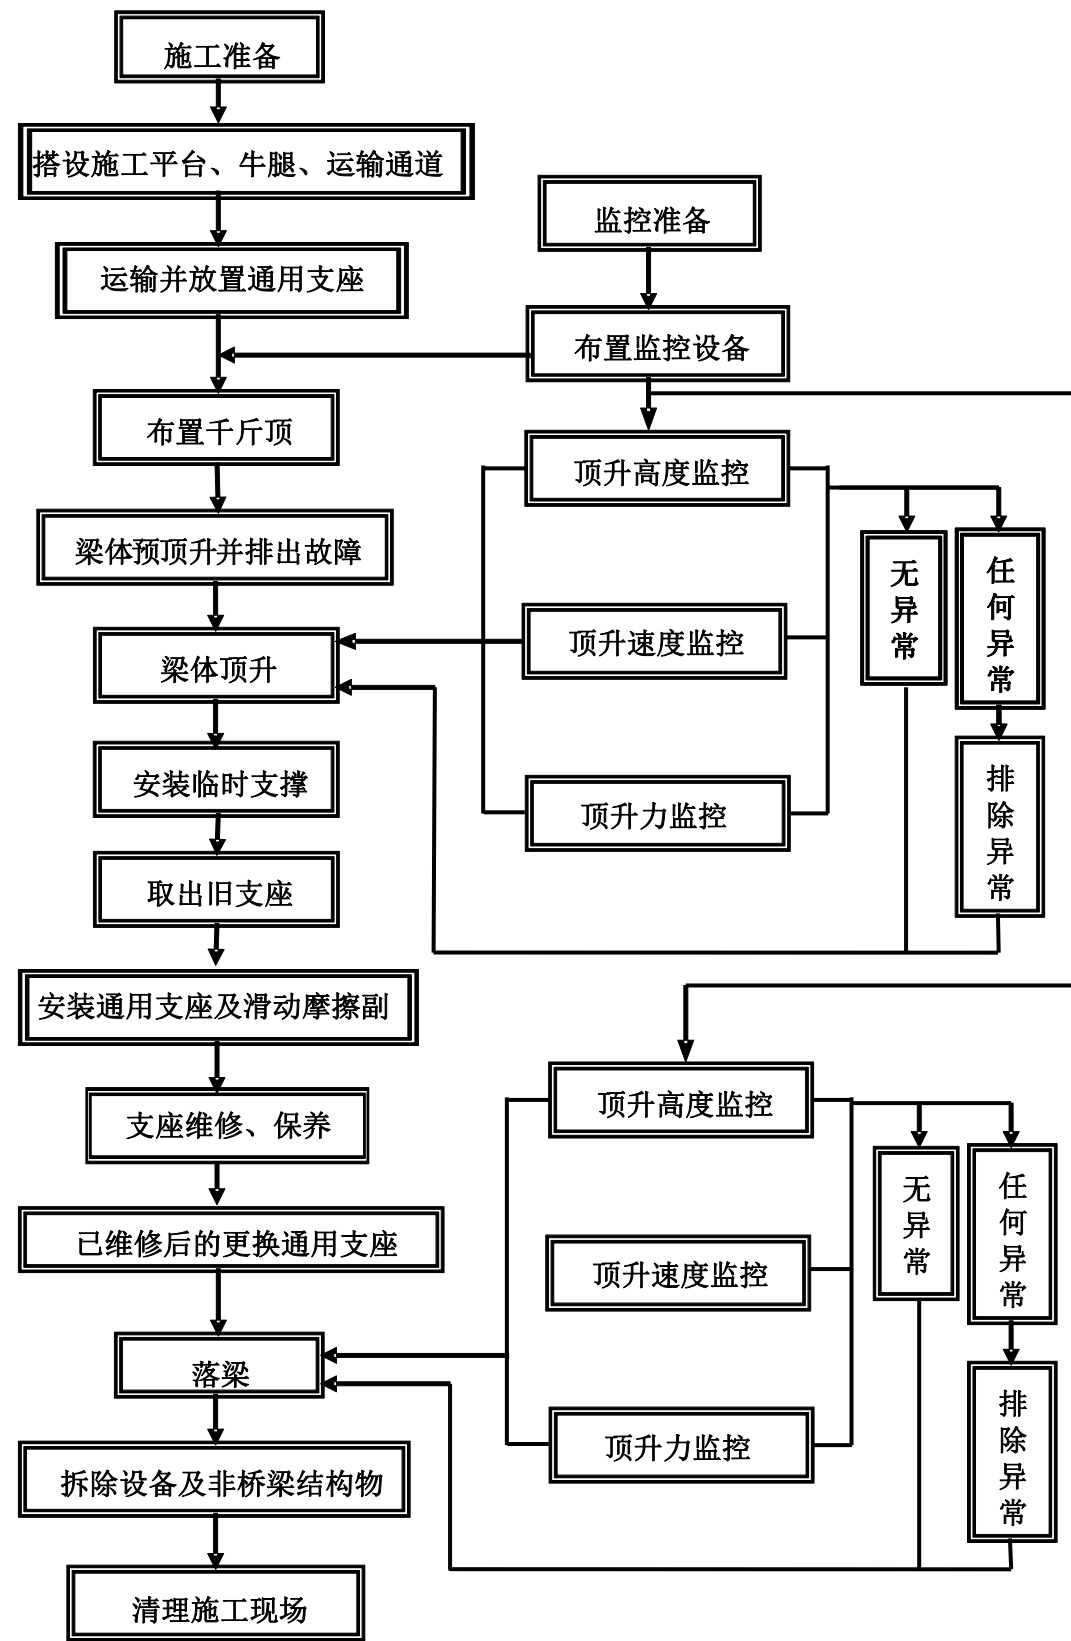 施工准备
搭设施工平台、牛腿、运输通道
运输并放置通用支座
布置千斤顶
梁体预顶升并排出故障
梁体顶升
安装临时支撑
取出旧支座
安装通用支座及滑动摩擦副
支座维修、保养
已维修后的更换通用支座
落梁
拆除设备及非桥梁结构物
清理施工现场
监控准备
布置监控设备
顶升高度监控
顶升速度监控
顶升力监控
无异常
任何异常
排除异常
顶升高度监控
顶升速度监控
顶升力监控
无异常
任何异常
排除异常